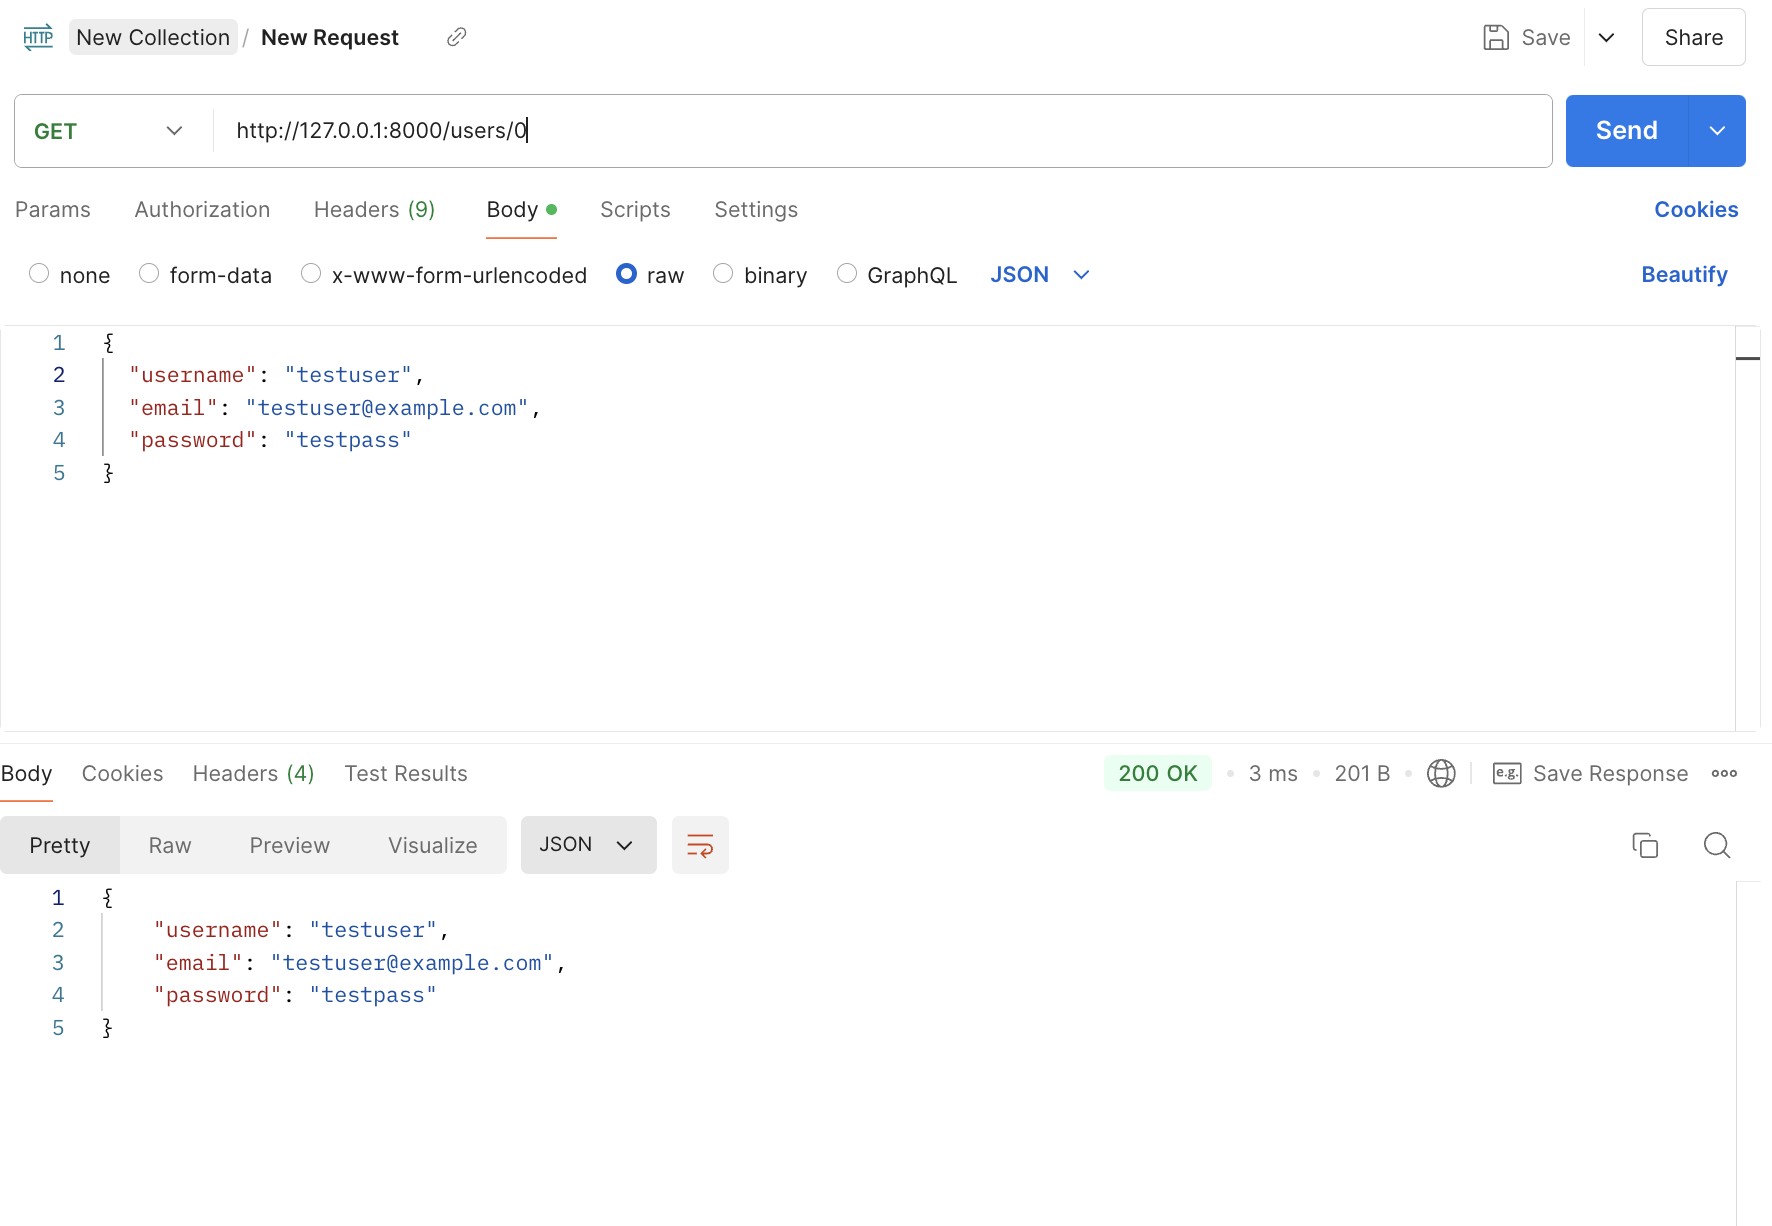 HTTP New Collection / New Request Save Share
GET http://127.0.0.1:8000/users/0 Send
Params Authorization Headers (9) Body Scripts Settings Cookies
none form-data x-www-form-urlencoded raw binary GraphQL JSON Beautify
1 {
2 "username": "testuser",
3 "email": "testuser@example.com",
4 "password": "testpass"
5 }
Body Cookies Headers (4) Test Results 200 OK 3 ms 201 B e.g. Save Response
Pretty Raw Preview Visualize JSON
1 {
2 "username": "testuser",
3 "email": "testuser@example.com",
4 "password": "testpass"
5 }